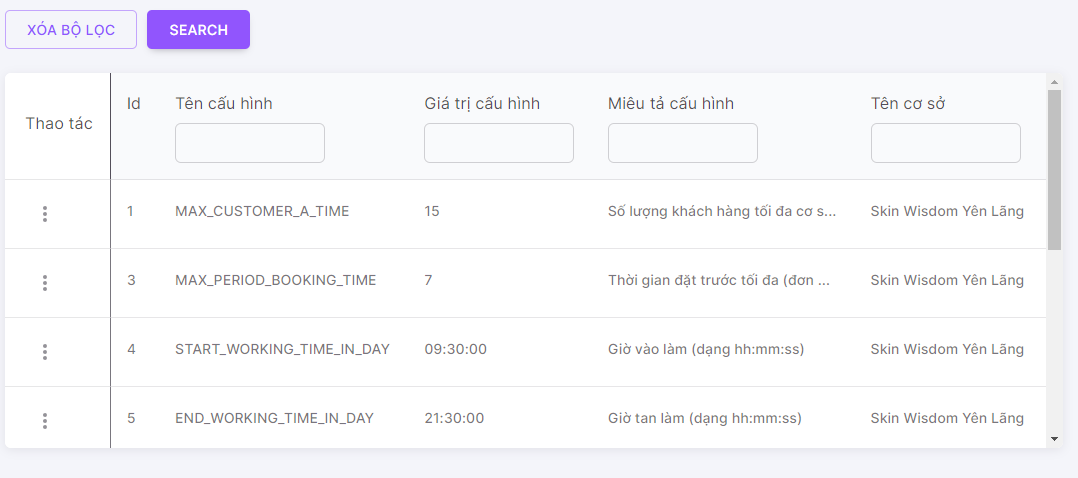 XÓA BỘ LỌC SEARCH
Thao tác Id Tên cấu hình Giá trị cấu hình Miêu tả cấu hình Tên cơ sở
1 MAX_CUSTOMER_A_TIME 15 Số lượng khách hàng tối đa cơ s... Skin Wisdom Yên Lãng
3 MAX_PERIOD_BOOKING_TIME 7 Thời gian đặt trước tối đa (đơn ... Skin Wisdom Yên Lãng
4 START_WORKING_TIME_IN_DAY 09:30:00 Giờ vào làm (dạng hh:mm:ss) Skin Wisdom Yên Lãng
5 END_WORKING_TIME_IN_DAY 21:30:00 Giờ tan làm (dạng hh:mm:ss) Skin Wisdom Yên Lãng